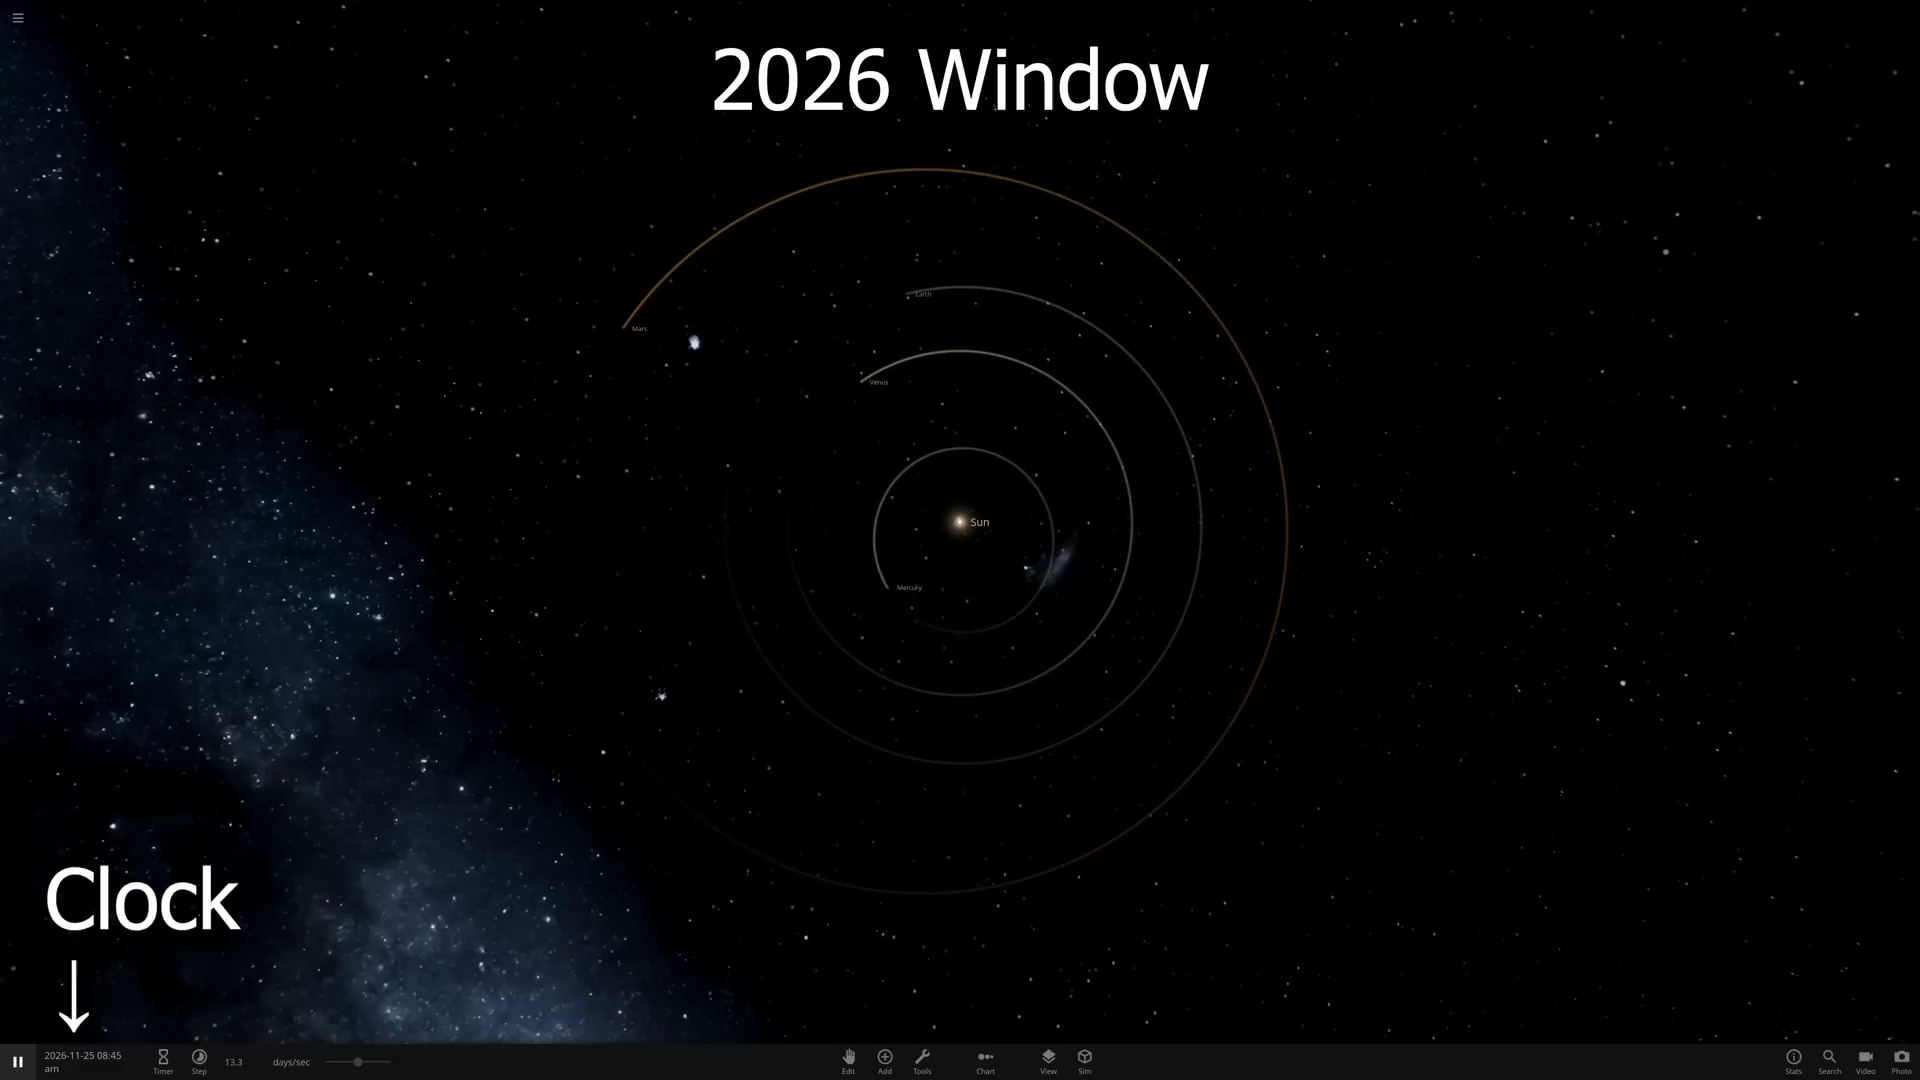 2026 Window
Mars
Earth
Venus
Sun
Mercury
Clock
↓
2026-11-25 08:45
am
Timer
Step
13.3
days/sec
Edit
Add
Tools
Chart
View
Sim
Stats
Search
Video
Photo